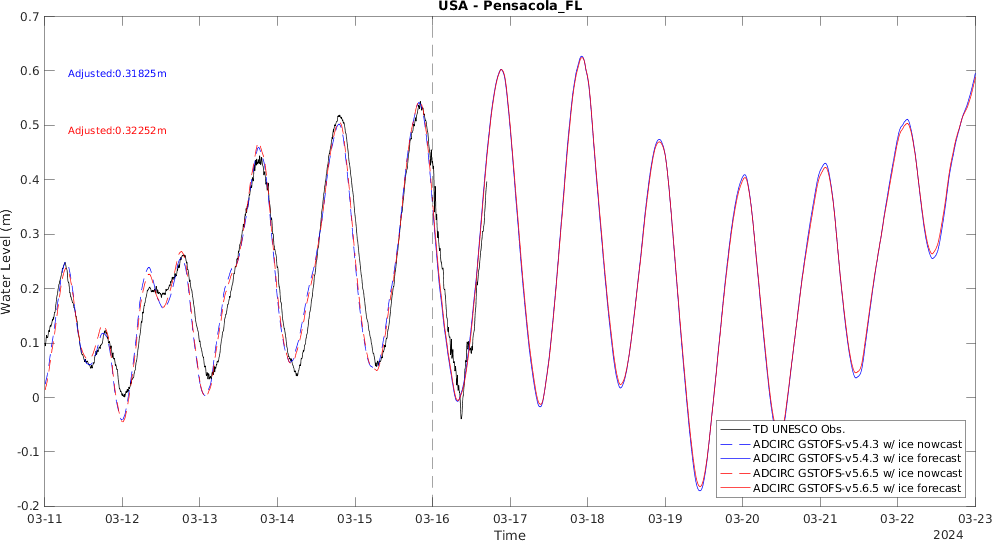 USA - Pensacola_FL
0.7
0.6
0.5
0.4
0.3
0.2
0.1
0
-0.1
-0.2
Water Level (m)
Adjusted:0.31825m
Adjusted:0.32252m
TD UNESCO Obs.
ADCIRC GSTOFS-v5.4.3 w/ ice nowcast
ADCIRC GSTOFS-v5.4.3 w/ ice forecast
ADCIRC GSTOFS-v5.6.5 w/ ice nowcast
ADCIRC GSTOFS-v5.6.5 w/ ice forecast
03-11 03-12 03-13 03-14 03-15 03-16 03-17 03-18 03-19 03-20 03-21 03-22 03-23
Time
2024